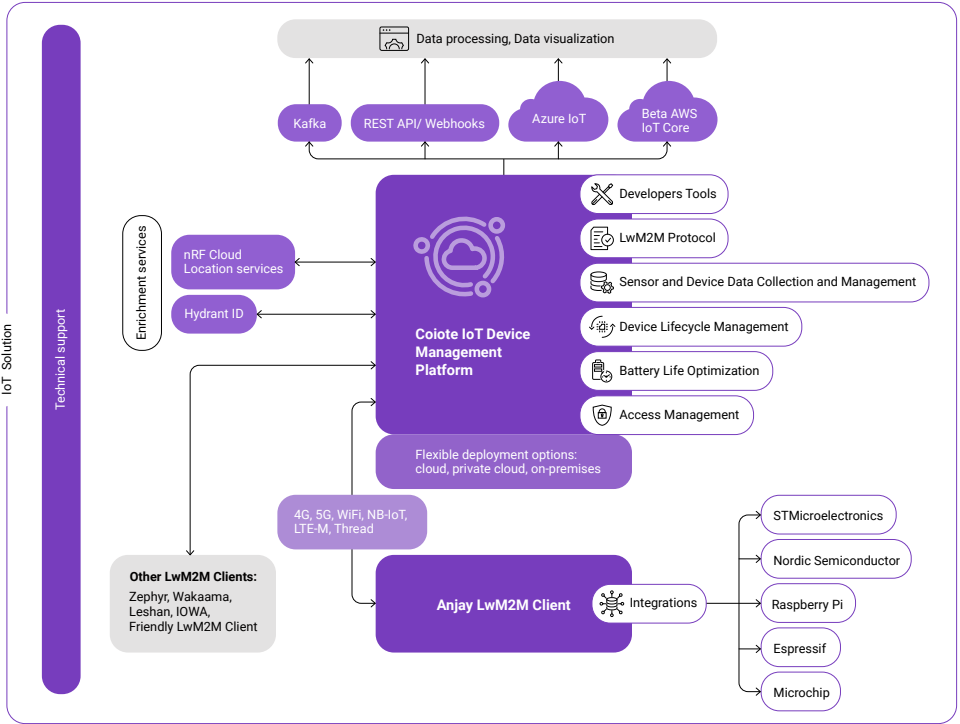 Data processing, Data visualization
Kafka
REST API/ Webhooks
Azure IoT
Beta AWS
IoT Core
Developers Tools
LwM2M Protocol
Sensor and Device Data Collection and Management
Device Lifecycle Management
Battery Life Optimization
Access Management
Coiote IoT Device
Management
Platform
Enrichment services
nRF Cloud
Location services
Hydrant ID
IoT Solution
Technical support
Flexible deployment options:
cloud, private cloud, on-premises
4G, 5G, WiFi, NB-IoT,
LTE-M, Thread
Other LwM2M Clients:
Zephyr, Wakaama,
Leshan, IOWA,
Friendly LwM2M Client
Anjay LwM2M Client
Integrations
STMicroelectronics
Nordic Semiconductor
Raspberry Pi
Espressif
Microchip